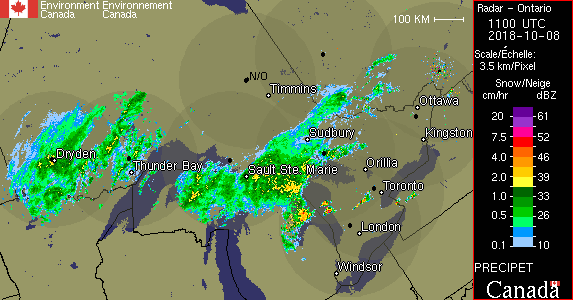 Environment Environnement
Canada Canada
100 KM
N/O
Timmins
Ottawa
Sudbury
Kingston
Dryden
Thunder Bay
Sault Ste. Marie
Orillia
Toronto
London
Windsor
Radar - Ontario
1100 UTC
2018-10-08
Scale/Échelle:
3.5 km/Pixel
Snow/Neige
cm/hr dBZ
20 61
7.5 52
4.0 46
2.0 39
1.0 33
0.5 26
0.1 10
PRECIPET
Canada